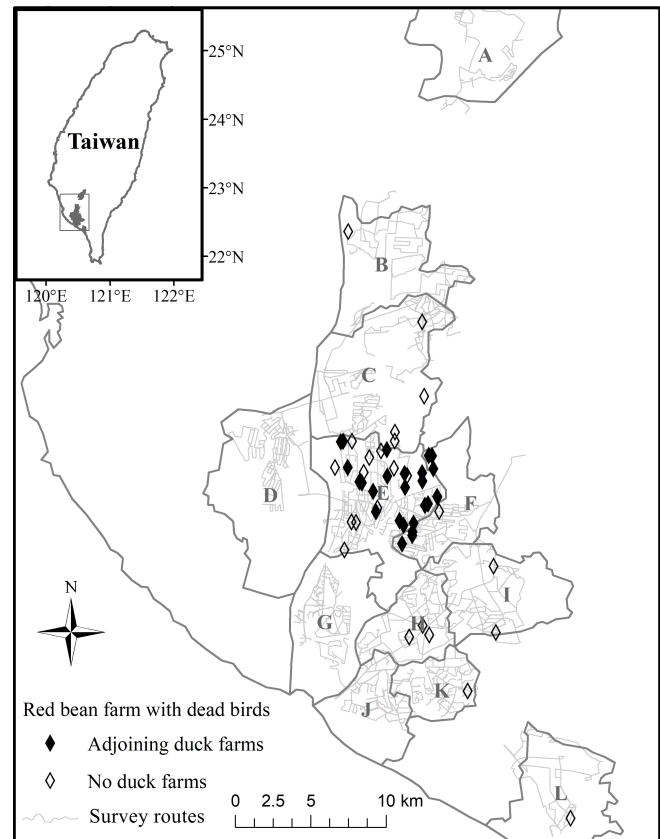 A
25°N
24°N
Taiwan
23°N
22°N
120°E 121°E 122°E
B
C
D
E
F
G
H
I
J
K
L
N
Red bean farm with dead birds
Adjoining duck farms
No duck farms
Survey routes
0 2.5 5 10 km